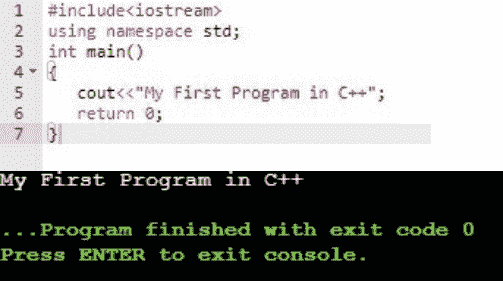 1 #include<iostream>
2 using namespace std;
3 int main()
4 {
5 cout<<"My First Program in C++";
6 return 0;
7 }
My First Program in C++
...Program finished with exit code 0
Press ENTER to exit console.